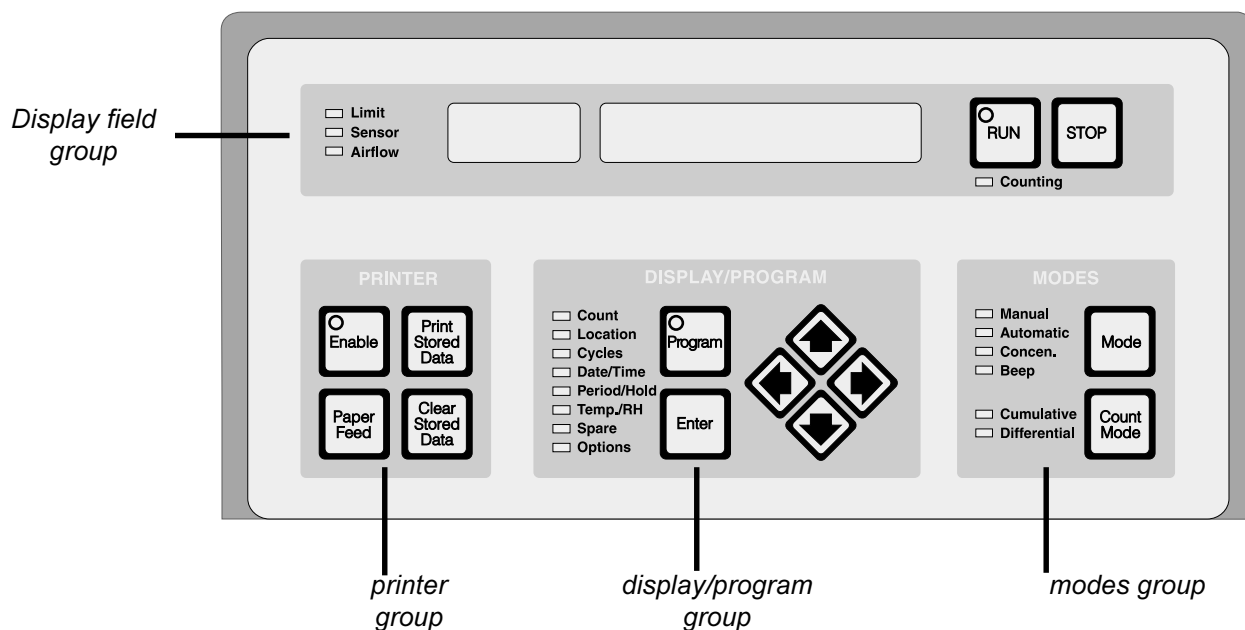 Display field
group
Limit
Sensor
Airflow
RUN
STOP
Counting
PRINTER
Enable
Print
Stored
Data
Paper
Feed
Clear
Stored
Data
DISPLAY/PROGRAM
Count
Location
Cycles
Date/Time
Period/Hold
Temp./RH
Spare
Options
Program
Enter
MODES
Manual
Automatic
Concen.
Beep
Cumulative
Differential
Mode
Count
Mode
printer
group
display/program
group
modes group